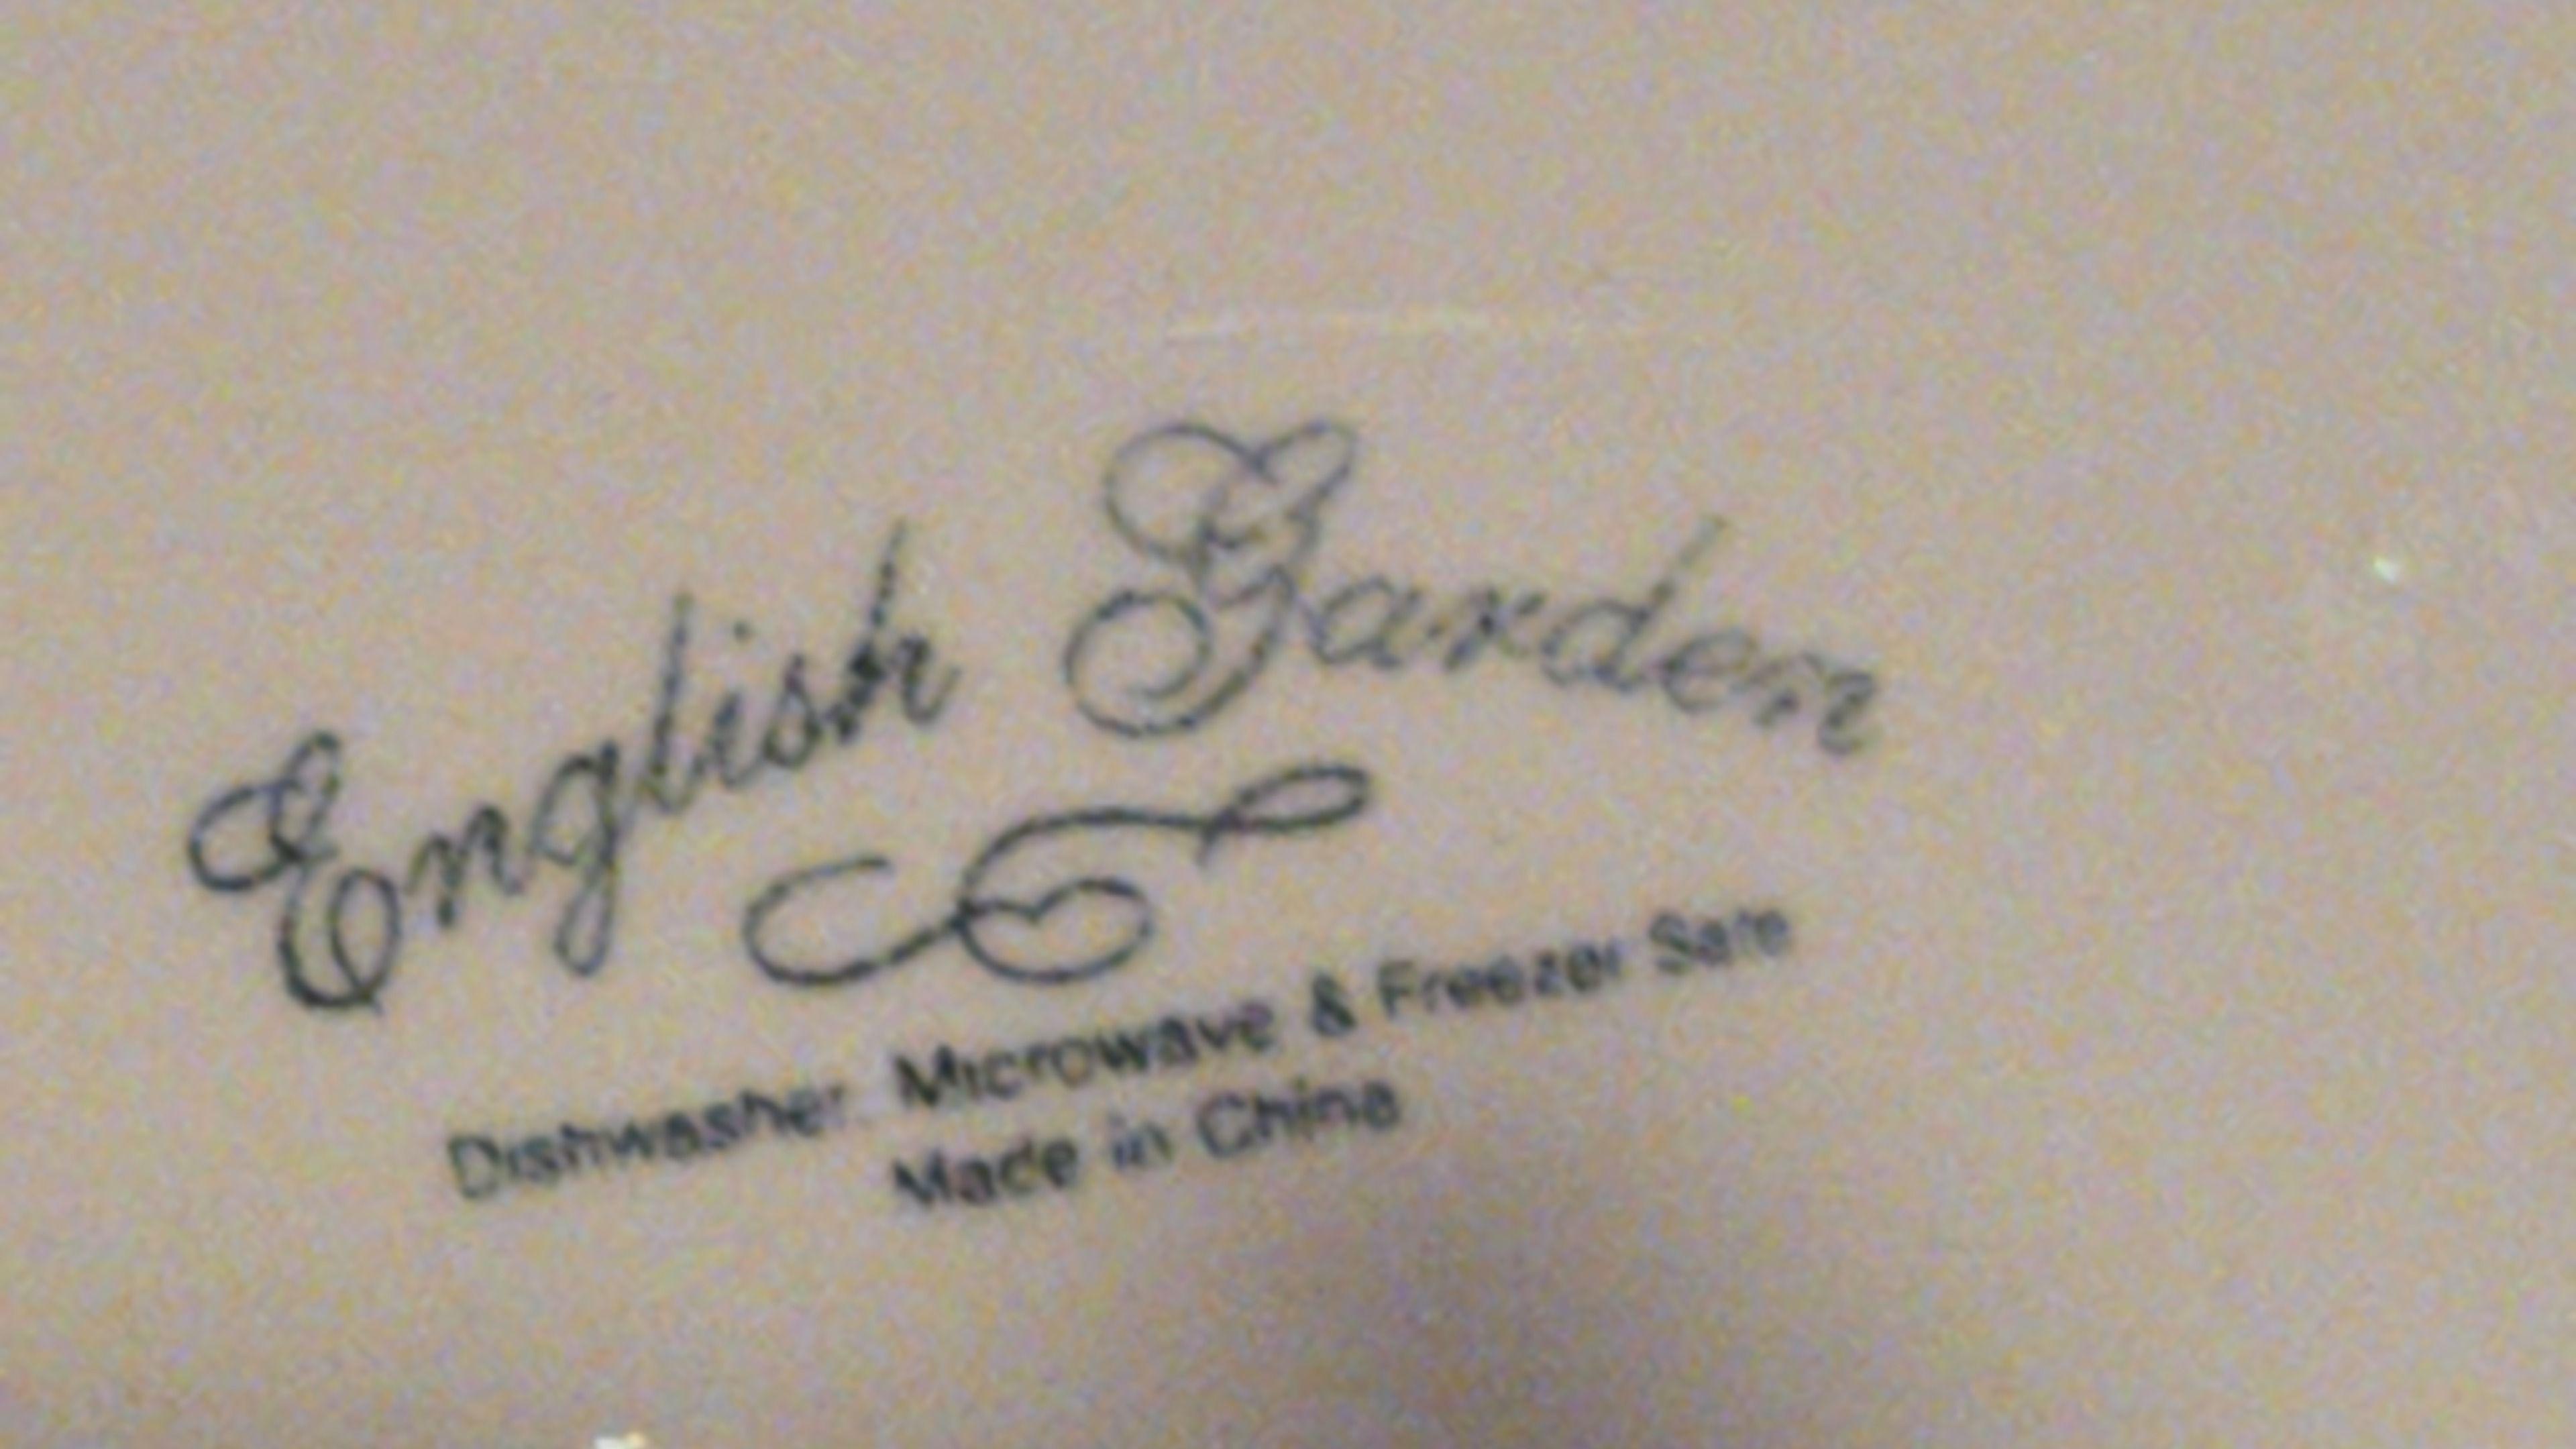 English Garden
Dishwasher, Microwave & Freezer Safe
Made in China